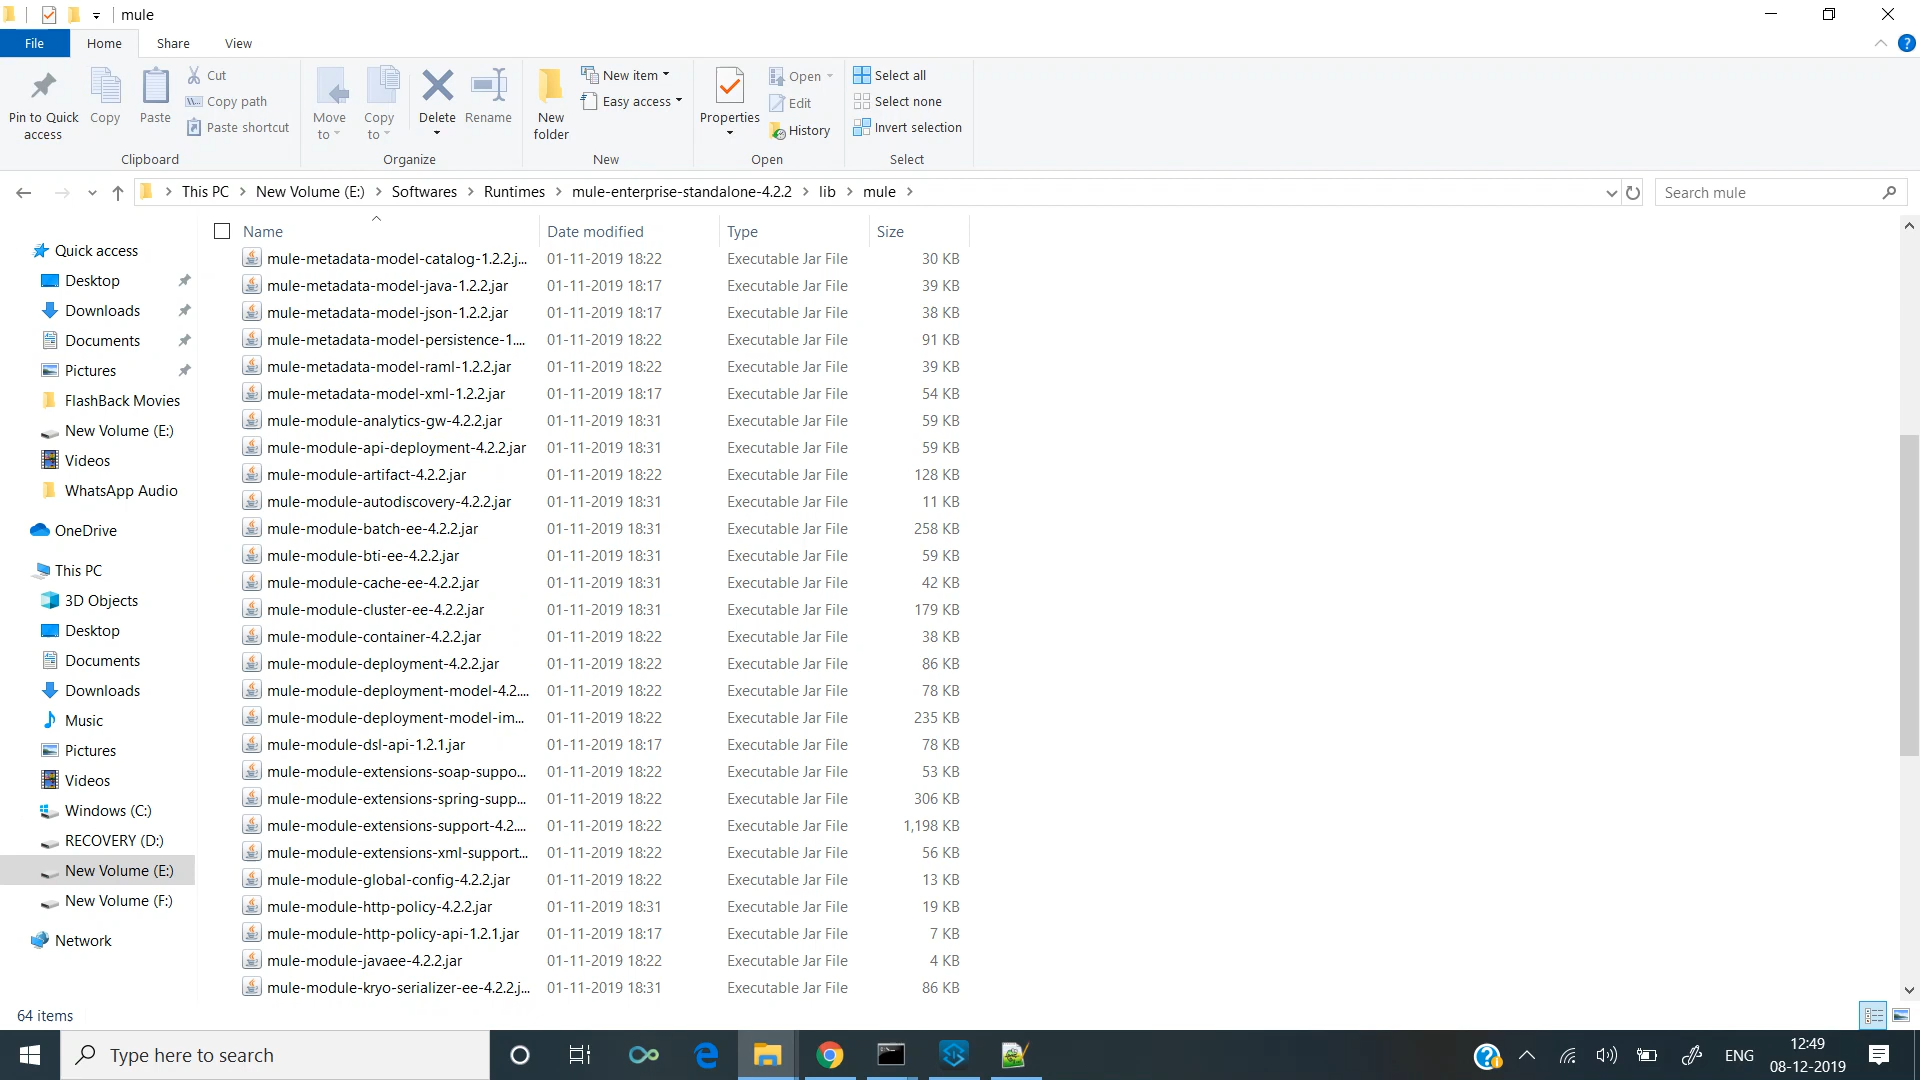 mule
File Home Share View
Pin to Quick access
Copy
Paste
Cut
Copy path
Paste shortcut
Clipboard
Move to
Copy to
Delete
Rename
Organize
New folder
New item
Easy access
New
Properties
Open
Edit
History
Open
Select all
Select none
Invert selection
Select
This PC > New Volume (E:) > Softwares > Runtimes > mule-enterprise-standalone-4.2.2 > lib > mule >
Search mule
Quick access
Desktop
Downloads
Documents
Pictures
FlashBack Movies
New Volume (E:)
Videos
WhatsApp Audio
OneDrive
This PC
3D Objects
Desktop
Documents
Downloads
Music
Pictures
Videos
Windows (C:)
RECOVERY (D:)
New Volume (E:)
New Volume (F:)
Network
Name Date modified Type Size
mule-metadata-model-catalog-1.2.2.j... 01-11-2019 18:22 Executable Jar File 30 KB
mule-metadata-model-java-1.2.2.jar 01-11-2019 18:17 Executable Jar File 39 KB
mule-metadata-model-json-1.2.2.jar 01-11-2019 18:17 Executable Jar File 38 KB
mule-metadata-model-persistence-1.... 01-11-2019 18:22 Executable Jar File 91 KB
mule-metadata-model-raml-1.2.2.jar 01-11-2019 18:22 Executable Jar File 39 KB
mule-metadata-model-xml-1.2.2.jar 01-11-2019 18:17 Executable Jar File 54 KB
mule-module-analytics-gw-4.2.2.jar 01-11-2019 18:31 Executable Jar File 59 KB
mule-module-api-deployment-4.2.2.jar 01-11-2019 18:31 Executable Jar File 59 KB
mule-module-artifact-4.2.2.jar 01-11-2019 18:22 Executable Jar File 128 KB
mule-module-autodiscovery-4.2.2.jar 01-11-2019 18:31 Executable Jar File 11 KB
mule-module-batch-ee-4.2.2.jar 01-11-2019 18:31 Executable Jar File 258 KB
mule-module-bti-ee-4.2.2.jar 01-11-2019 18:31 Executable Jar File 59 KB
mule-module-cache-ee-4.2.2.jar 01-11-2019 18:31 Executable Jar File 42 KB
mule-module-cluster-ee-4.2.2.jar 01-11-2019 18:31 Executable Jar File 179 KB
mule-module-container-4.2.2.jar 01-11-2019 18:22 Executable Jar File 38 KB
mule-module-deployment-4.2.2.jar 01-11-2019 18:22 Executable Jar File 86 KB
mule-module-deployment-model-4.2.... 01-11-2019 18:22 Executable Jar File 78 KB
mule-module-deployment-model-im... 01-11-2019 18:22 Executable Jar File 235 KB
mule-module-dsl-api-1.2.1.jar 01-11-2019 18:17 Executable Jar File 78 KB
mule-module-extensions-soap-suppo... 01-11-2019 18:22 Executable Jar File 53 KB
mule-module-extensions-spring-supp... 01-11-2019 18:22 Executable Jar File 306 KB
mule-module-extensions-support-4.2.... 01-11-2019 18:22 Executable Jar File 1,198 KB
mule-module-extensions-xml-support... 01-11-2019 18:22 Executable Jar File 56 KB
mule-module-global-config-4.2.2.jar 01-11-2019 18:22 Executable Jar File 13 KB
mule-module-http-policy-4.2.2.jar 01-11-2019 18:31 Executable Jar File 19 KB
mule-module-http-policy-api-1.2.1.jar 01-11-2019 18:17 Executable Jar File 7 KB
mule-module-javaee-4.2.2.jar 01-11-2019 18:22 Executable Jar File 4 KB
mule-module-kryo-serializer-ee-4.2.2.j... 01-11-2019 18:31 Executable Jar File 86 KB
64 items
Type here to search
ENG
12:49
08-12-2019